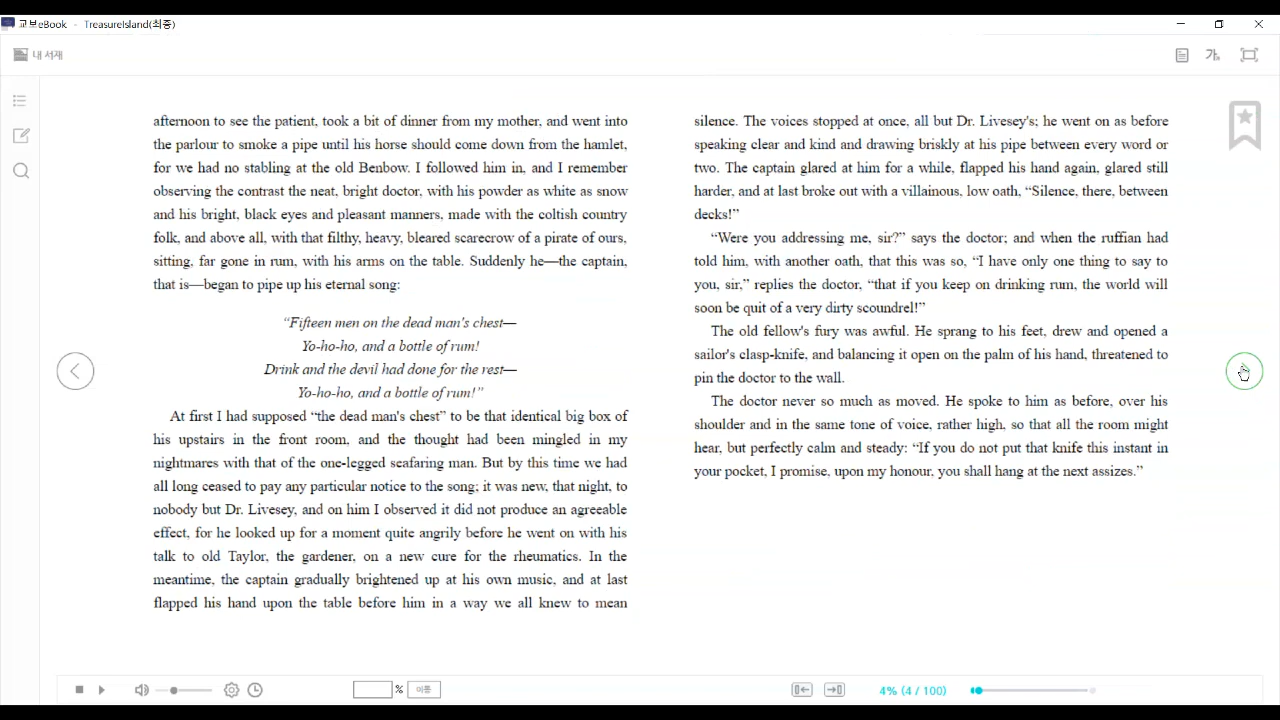 교보eBook - TreasureIsland(최종)
내 서재
가
afternoon to see the patient, took a bit of dinner from my mother, and went into
the parlour to smoke a pipe until his horse should come down from the hamlet,
for we had no stabling at the old Benbow. I followed him in, and I remember
observing the contrast the neat, bright doctor, with his powder as white as snow
and his bright, black eyes and pleasant manners, made with the coltish country
folk, and above all, with that filthy, heavy, bleared scarecrow of a pirate of ours,
sitting, far gone in rum, with his arms on the table. Suddenly he—the captain,
that is—began to pipe up his eternal song:
“Fifteen men on the dead man's chest—
Yo-ho-ho, and a bottle of rum!
Drink and the devil had done for the rest—
Yo-ho-ho, and a bottle of rum!”
At first I had supposed “the dead man's chest” to be that identical big box of
his upstairs in the front room, and the thought had been mingled in my
nightmares with that of the one-legged seafaring man. But by this time we had
all long ceased to pay any particular notice to the song; it was new, that night, to
nobody but Dr. Livesey, and on him I observed it did not produce an agreeable
effect, for he looked up for a moment quite angrily before he went on with his
talk to old Taylor, the gardener, on a new cure for the rheumatics. In the
meantime, the captain gradually brightened up at his own music, and at last
flapped his hand upon the table before him in a way we all knew to mean
silence. The voices stopped at once, all but Dr. Livesey's; he went on as before
speaking clear and kind and drawing briskly at his pipe between every word or
two. The captain glared at him for a while, flapped his hand again, glared still
harder, and at last broke out with a villainous, low oath, “Silence, there, between
decks!”
“Were you addressing me, sir?” says the doctor; and when the ruffian had
told him, with another oath, that this was so, “I have only one thing to say to
you, sir,” replies the doctor, “that if you keep on drinking rum, the world will
soon be quit of a very dirty scoundrel!”
The old fellow's fury was awful. He sprang to his feet, drew and opened a
sailor's clasp-knife, and balancing it open on the palm of his hand, threatened to
pin the doctor to the wall.
The doctor never so much as moved. He spoke to him as before, over his
shoulder and in the same tone of voice, rather high, so that all the room might
hear, but perfectly calm and steady: “If you do not put that knife this instant in
your pocket, I promise, upon my honour, you shall hang at the next assizes.”
% 이동
4% (4 / 100)